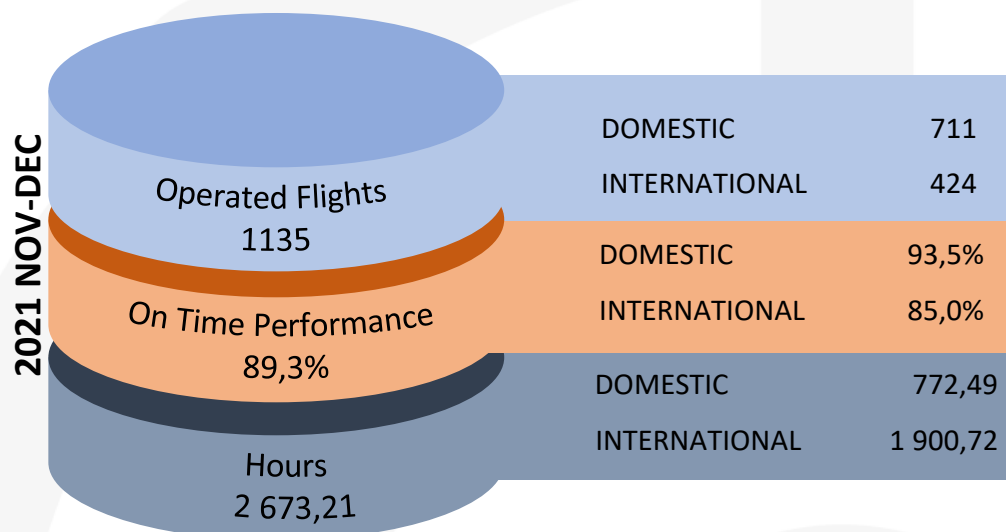 2021 NOV-DEC
Operated Flights
1135
DOMESTIC 711
INTERNATIONAL 424
On Time Performance
89,3%
DOMESTIC 93,5%
INTERNATIONAL 85,0%
Hours
2 673,21
DOMESTIC 772,49
INTERNATIONAL 1 900,72